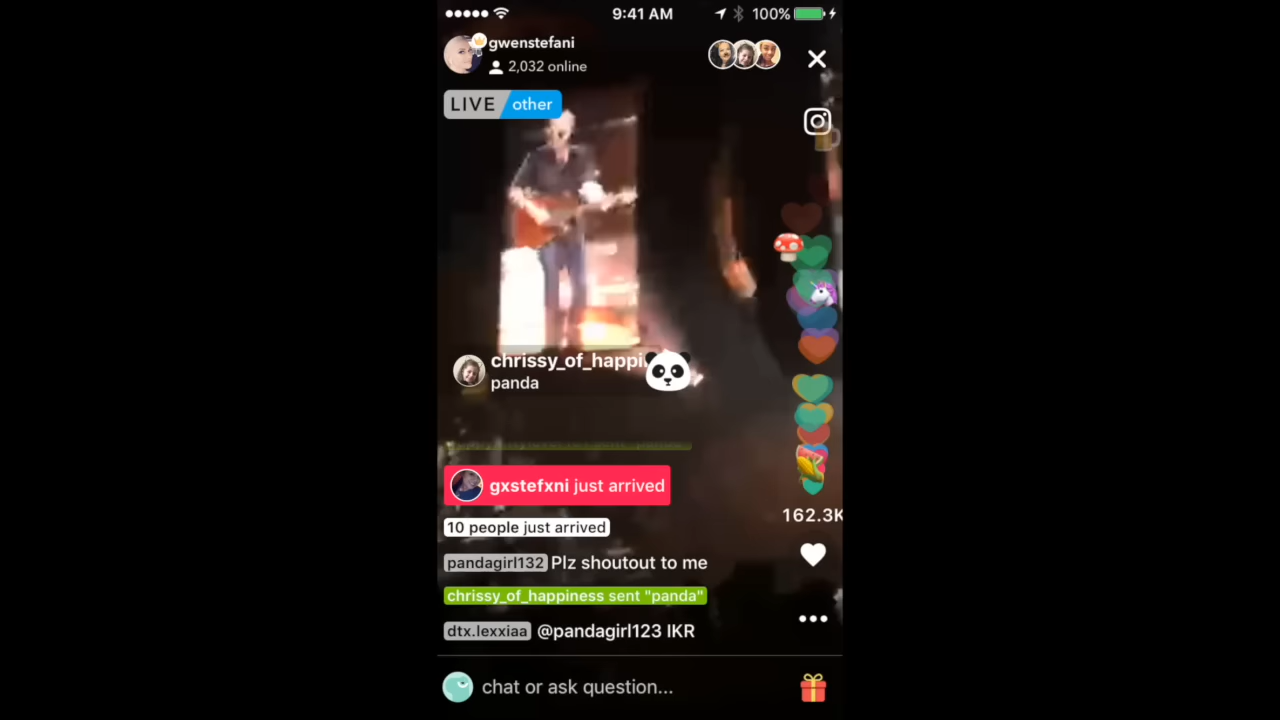 9:41 AM
100%
gwenstefani
2,032 online
LIVE other
chrissy_of_happi
panda
gxstefxni just arrived
10 people just arrived
pandagirl132 Plz shoutout to me
chrissy_of_happiness sent "panda"
dtx.lexxiaa @pandagirl123 IKR
162.3K
chat or ask question...